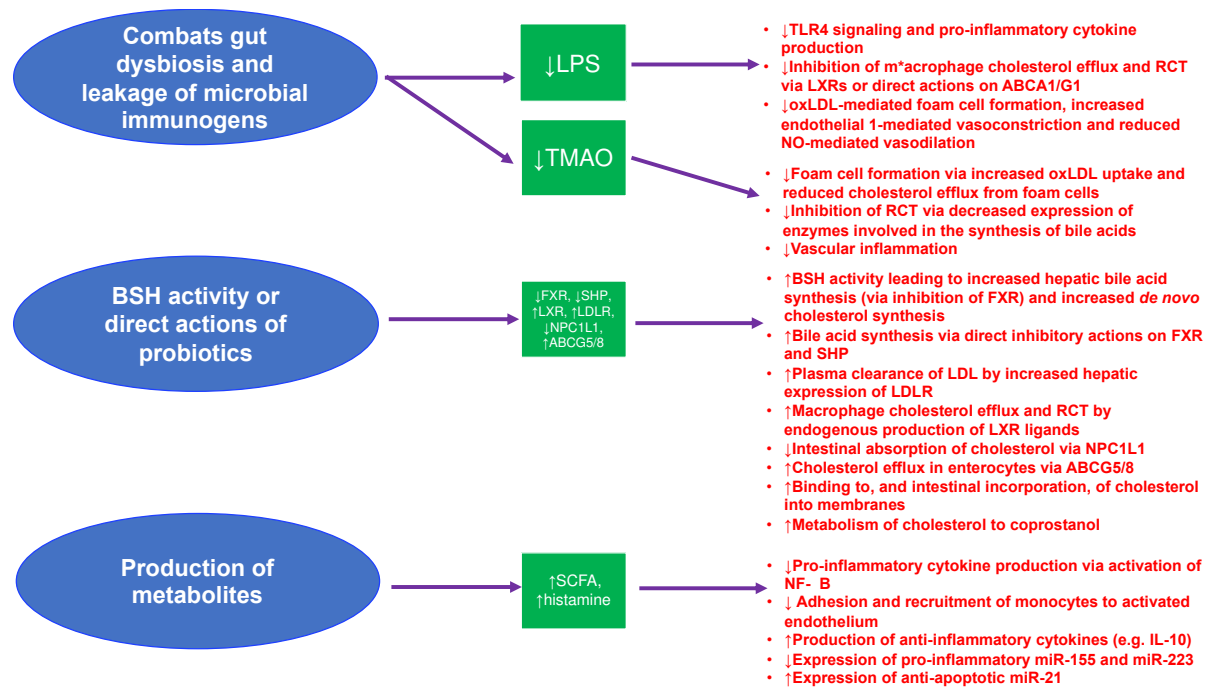 Combats gut
dysbiosis and
leakage of microbial
immunogens
↓LPS
↓TMAO
• ↓TLR4 signaling and pro-inflammatory cytokine
production
• ↓Inhibition of m*acrophage cholesterol efflux and RCT
via LXRs or direct actions on ABCA1/G1
• ↓oxLDL-mediated foam cell formation, increased
endothelial 1-mediated vasoconstriction and reduced
NO-mediated vasodilation
• ↓Foam cell formation via increased oxLDL uptake and
reduced cholesterol efflux from foam cells
• ↓Inhibition of RCT via decreased expression of
enzymes involved in the synthesis of bile acids
• ↓Vascular inflammation
BSH activity or
direct actions of
probiotics
↓FXR, ↓SHP,
↑LXR, ↑LDLR,
↓NPC1L1,
↑ABCG5/8
• ↑BSH activity leading to increased hepatic bile acid
synthesis (via inhibition of FXR) and increased de novo
cholesterol synthesis
• ↑Bile acid synthesis via direct inhibitory actions on FXR
and SHP
• ↑Plasma clearance of LDL by increased hepatic
expression of LDLR
• ↑Macrophage cholesterol efflux and RCT by
endogenous production of LXR ligands
• ↓Intestinal absorption of cholesterol via NPC1L1
• ↑Cholesterol efflux in enterocytes via ABCG5/8
• ↑Binding to, and intestinal incorporation, of cholesterol
into membranes
• ↑Metabolism of cholesterol to coprostanol
Production of
metabolites
↑SCFA,
↑histamine
• ↓Pro-inflammatory cytokine production via activation of
NF- B
• ↓ Adhesion and recruitment of monocytes to activated
endothelium
• ↑Production of anti-inflammatory cytokines (e.g. IL-10)
• ↓Expression of pro-inflammatory miR-155 and miR-223
• ↑Expression of anti-apoptotic miR-21